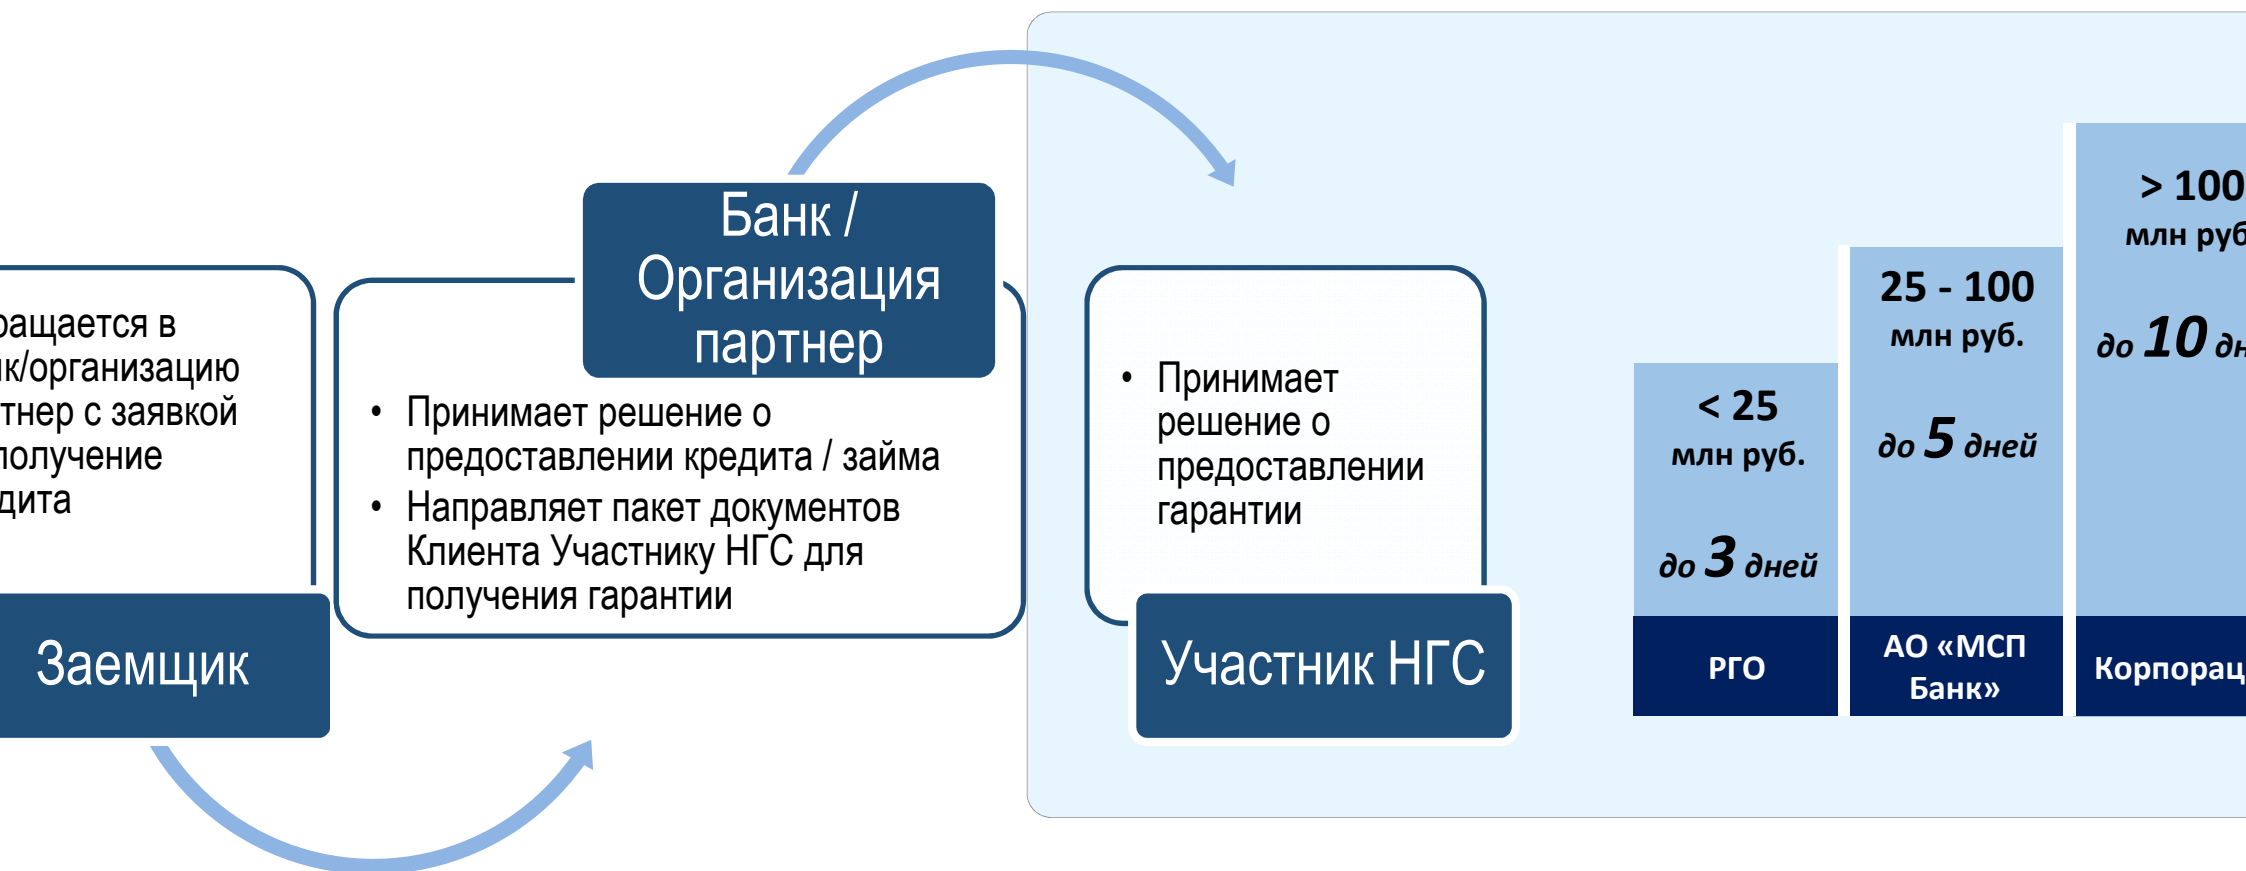 ращается в
к/организацию
тнер с заявкой
получение
дита
Заемщик
Банк /
Организация
партнер
• Принимает решение о
предоставлении кредита / займа
• Направляет пакет документов
Клиента Участнику НГС для
получения гарантии
• Принимает
решение о
предоставлении
гарантии
Участник НГС
< 25
млн руб.
до 3 дней
РГО
25 - 100
млн руб.
до 5 дней
АО «МСП
Банк»
> 100
млн руб
до 10 дн
Корпорац